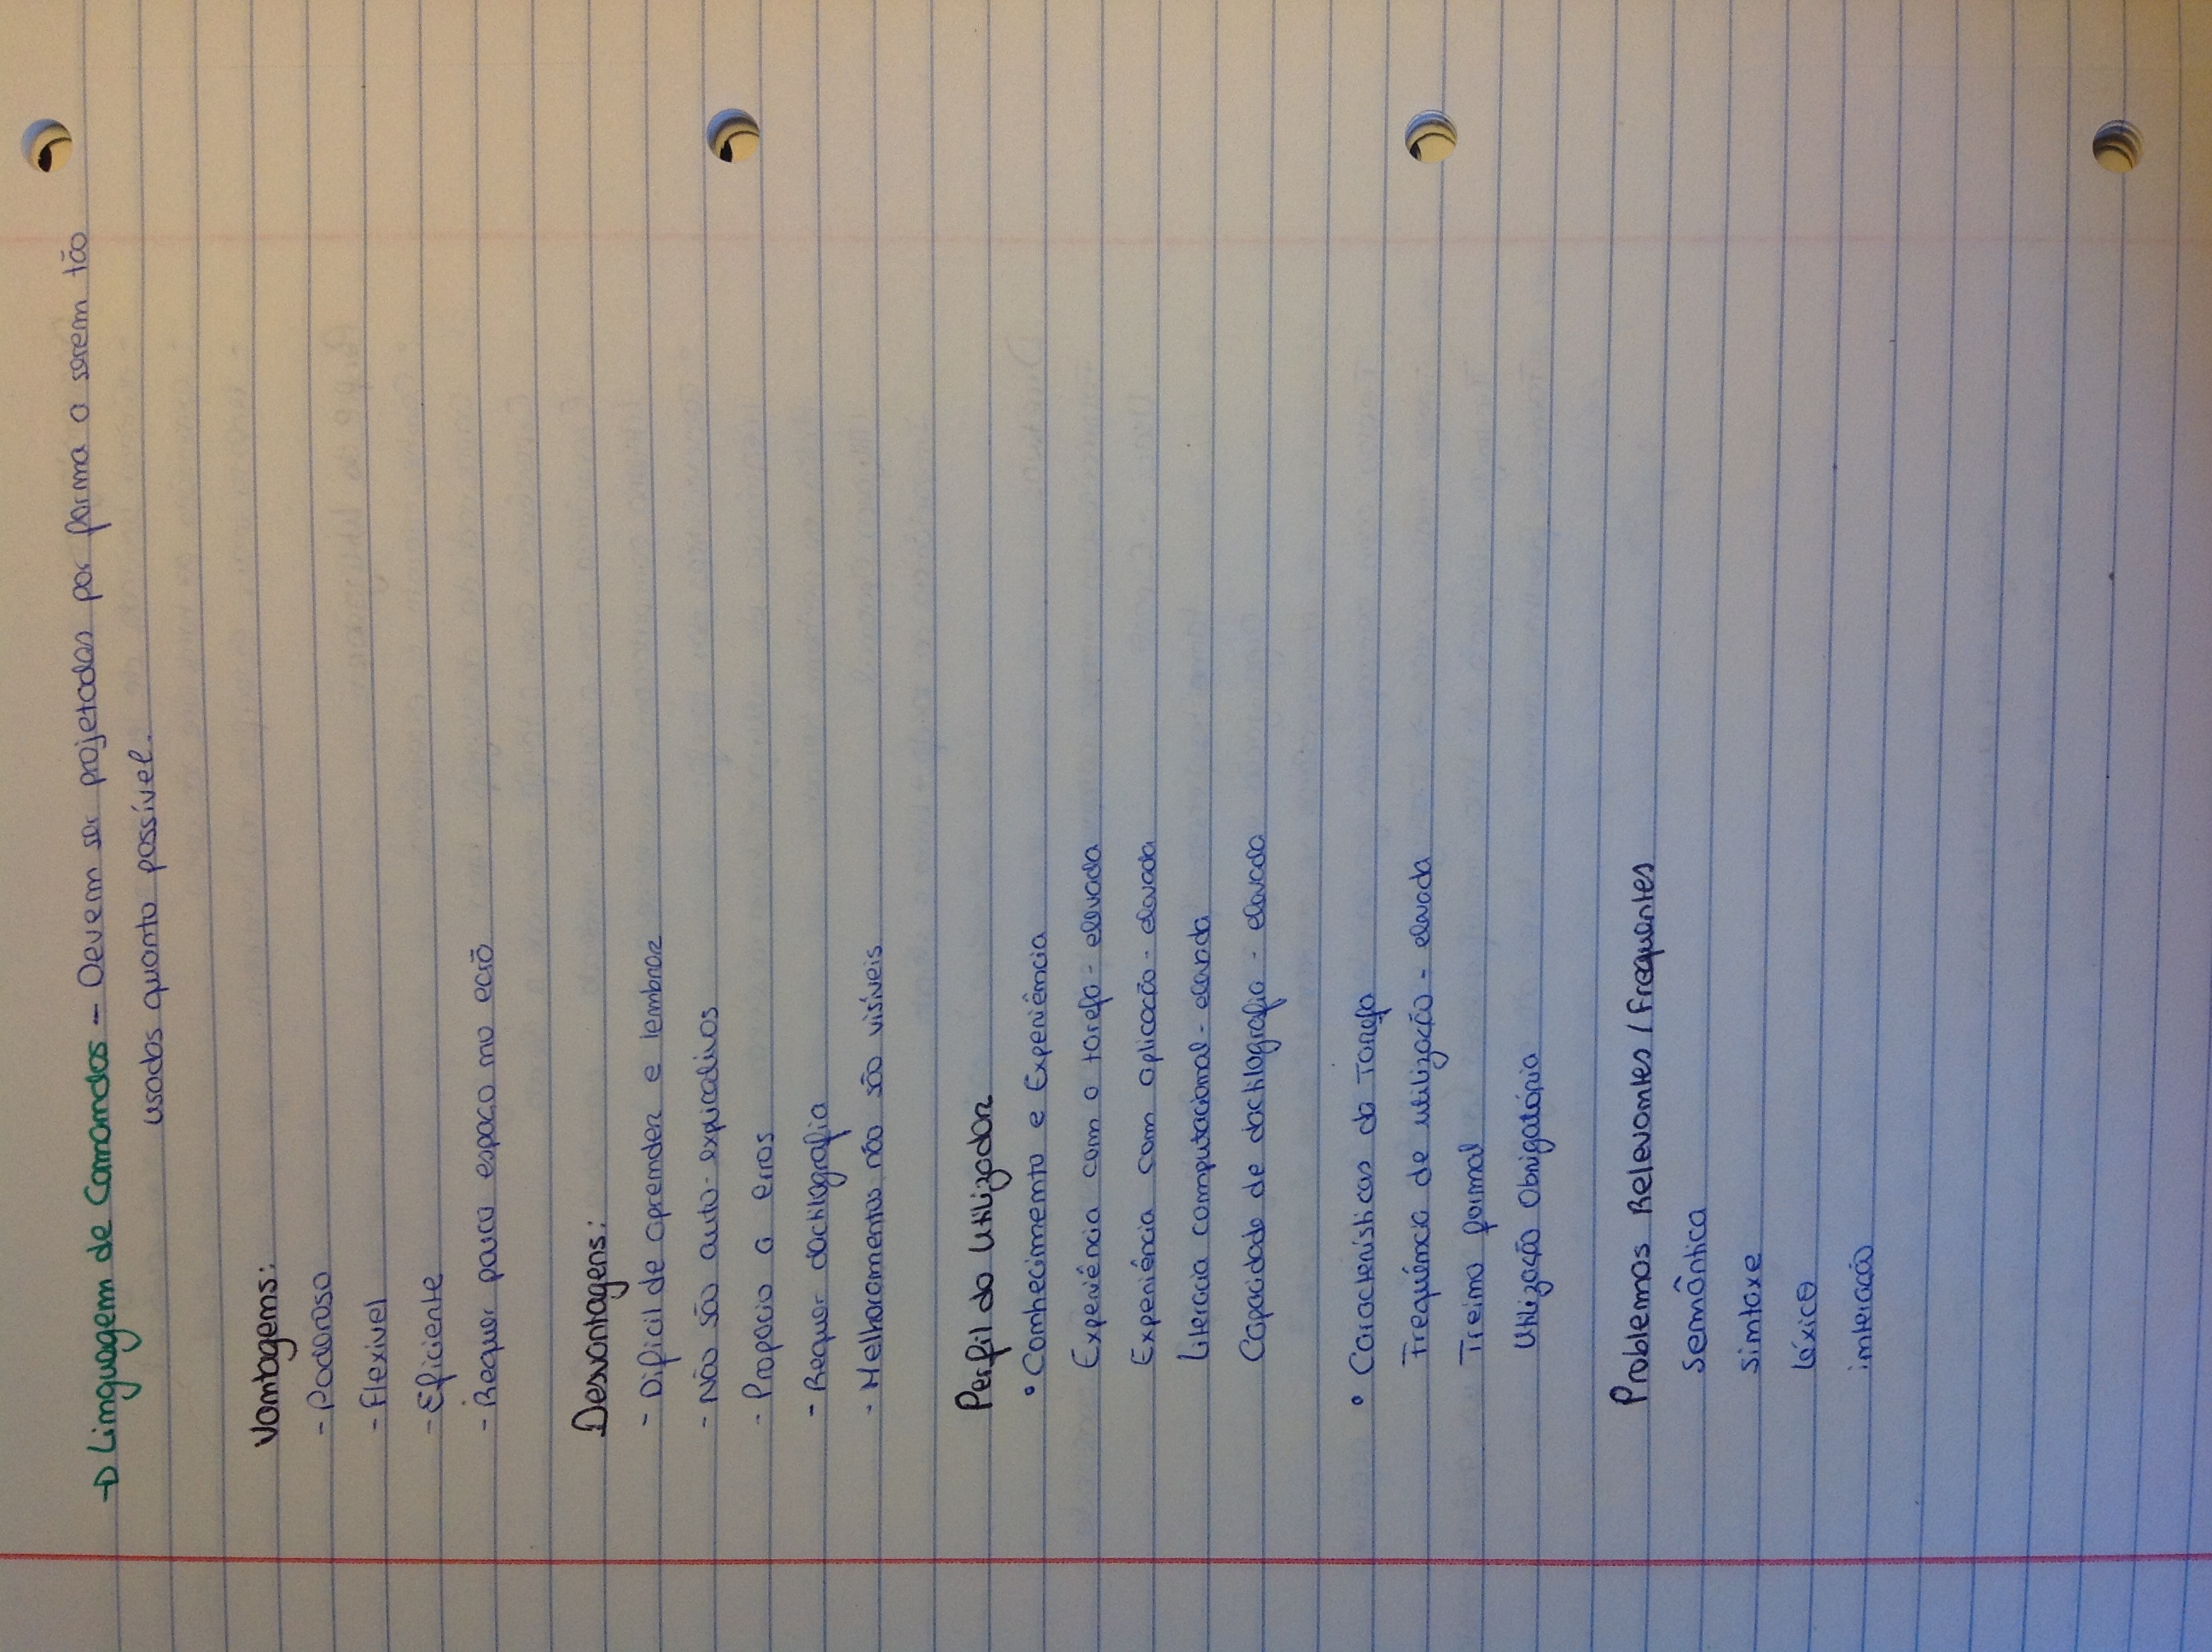 → Linguagem de Comandos - Devem ser projetadas por forma a serem tão
usados quanto possível.
Vantagens:
- Poderoso
- Flexivel
- Eficiente
- Requer pouco espaço no ecrã
Desvantagens:
- Dificil de aprender e lembrar
- Não são auto-explicativos
- Propocio a erros
- Requer dactilografia
- Melhoramentos não são visíveis
Perfil do Utilizador
° Conhecimento e Experiência
Experiência com a tarefa - elevada
Experiência com aplicação - elevada
Literacia computacional - elevada
Capacidade de dactilografia - elevada
° Características da Tarefa
Frequência de utilização - elevada
Treino formal
Utilização Obrigatória
Problemas Relevantes / Frequentes
Semântica
Sintaxe
Léxico
interação